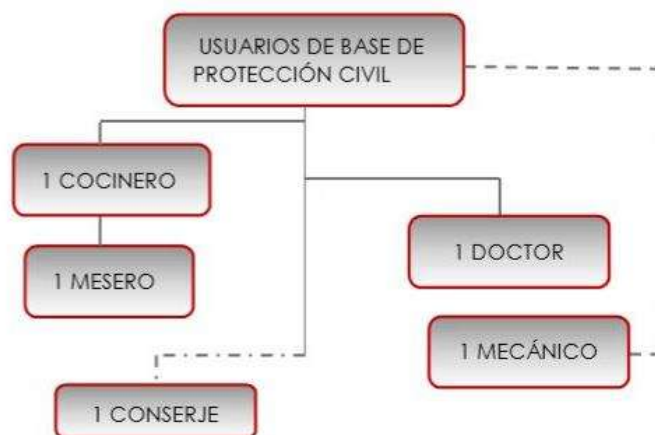 USUARIOS DE BASE DE
PROTECCIÓN CIVIL
1 COCINERO
1 MESERO
1 DOCTOR
1 MECÁNICO
1 CONSERJE